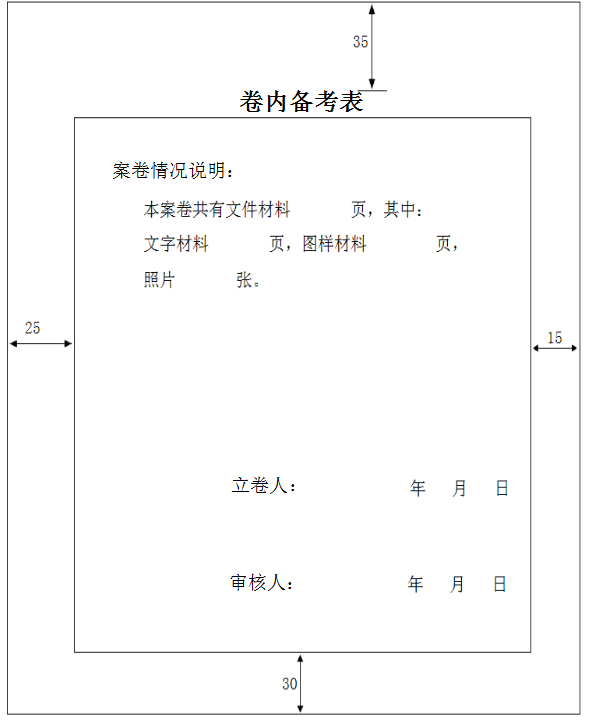 35
卷内备考表
案卷情况说明：
本案卷共有文件材料 页，其中：
文字材料 页，图样材料 页，
照片 张。
25
15
立卷人： 年 月 日
审核人： 年 月 日
30